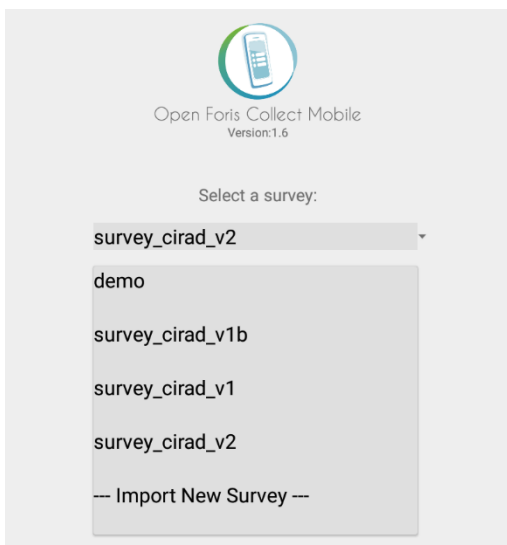 Open Foris Collect Mobile
Version:1.6
Select a survey:
survey_cirad_v2
demo
survey_cirad_v1b
survey_cirad_v1
survey_cirad_v2
--- Import New Survey ---